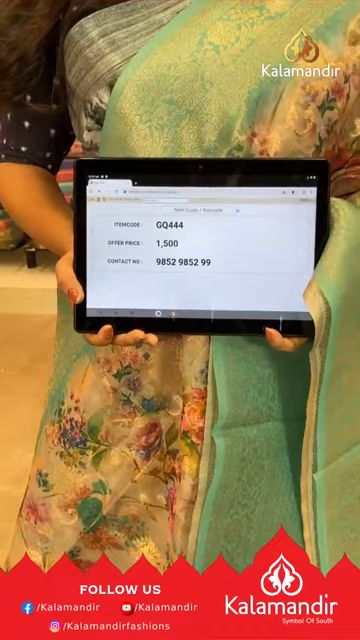 Kalamandir
Item Code / Barcode
ITEMCODE : GQ444
OFFER PRICE : 1,500
CONTACT NO : 9852 9852 99
FOLLOW US
/Kalamandir /Kalamandir
/Kalamandirfashions
Kalamandir
Symbol Of South